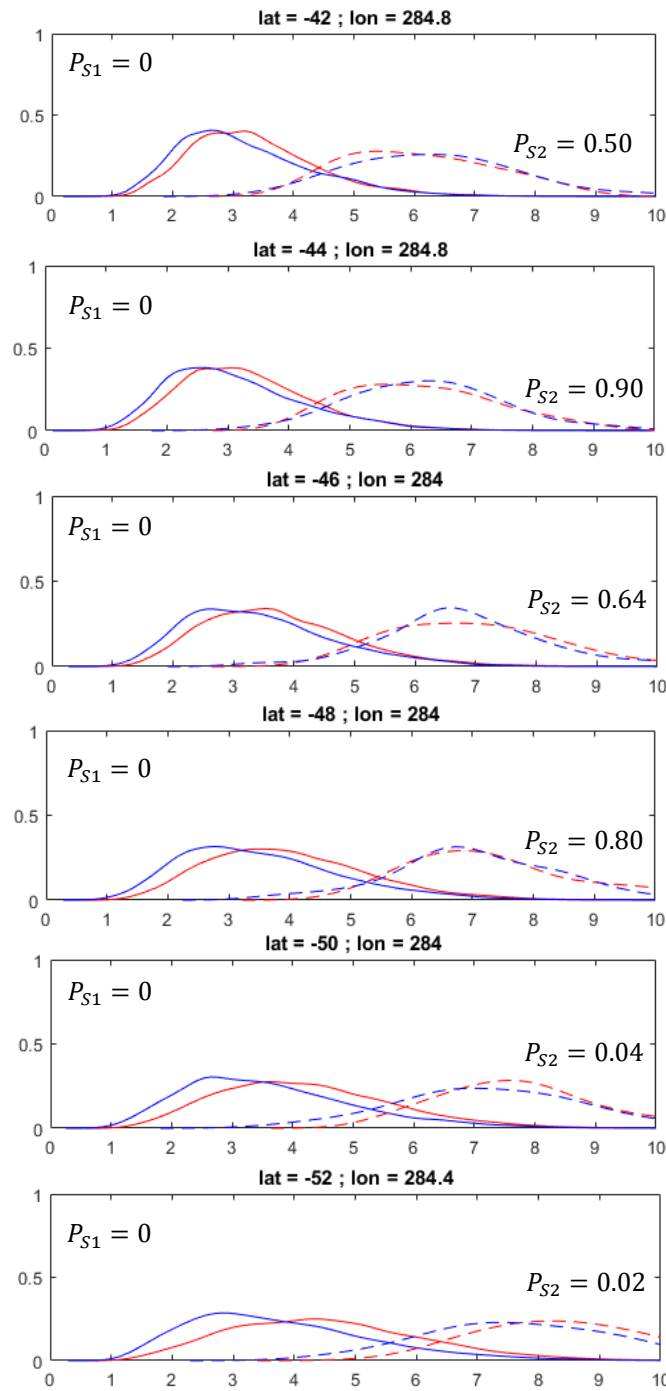 lat = -42 ; lon = 284.8
1
P_{S1} = 0
P_{S2} = 0.50
0.5
0
0 1 2 3 4 5 6 7 8 9 10
lat = -44 ; lon = 284.8
1
P_{S1} = 0
0.5
P_{S2} = 0.90
0
0 1 2 3 4 5 6 7 8 9 10
lat = -46 ; lon = 284
1
P_{S1} = 0
0.5
P_{S2} = 0.64
0
0 1 2 3 4 5 6 7 8 9 10
lat = -48 ; lon = 284
1
P_{S1} = 0
0.5
P_{S2} = 0.80
0
0 1 2 3 4 5 6 7 8 9 10
lat = -50 ; lon = 284
1
P_{S1} = 0
0.5
P_{S2} = 0.04
0
0 1 2 3 4 5 6 7 8 9 10
lat = -52 ; lon = 284.4
1
P_{S1} = 0
0.5
P_{S2} = 0.02
0
0 1 2 3 4 5 6 7 8 9 10